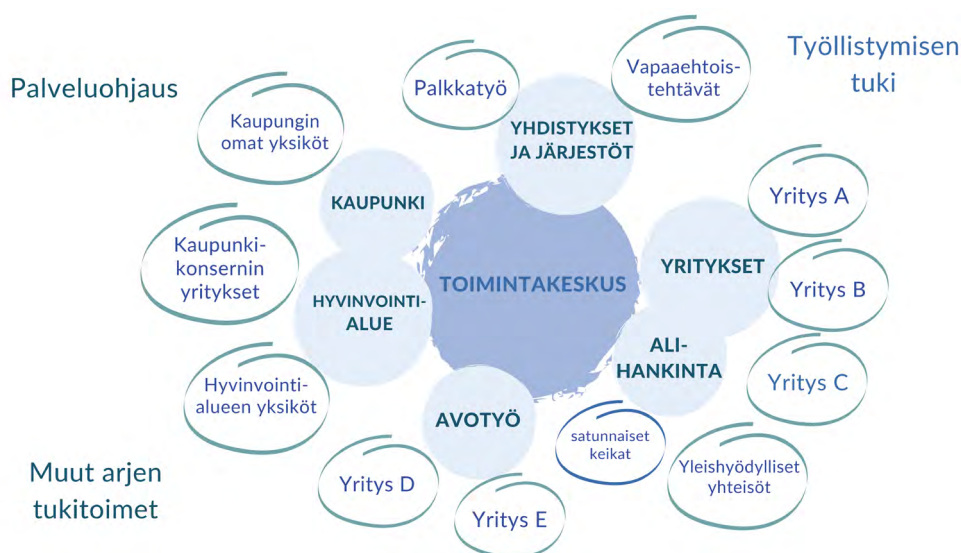 Palveluohjaus
Työllistymisen
tuki
Palkkatyö
Vapaaehtois-
tehtävät
Kaupungin
omat yksiköt
YHDISTYKSET
JA JÄRJESTÖT
KAUPUNKI
Yritys A
Kaupunki-
konsernin
yritykset
TOIMINTAKESKUS
YRITYKSET
Yritys B
HYVINVOINTI-
ALUE
ALI-
HANKINTA
Yritys C
Hyvinvointi-
alueen yksiköt
AVOTYÖ
satunnaiset
keikat
Yleishyödylliset
yhteisöt
Muut arjen
tukitoimet
Yritys D
Yritys E